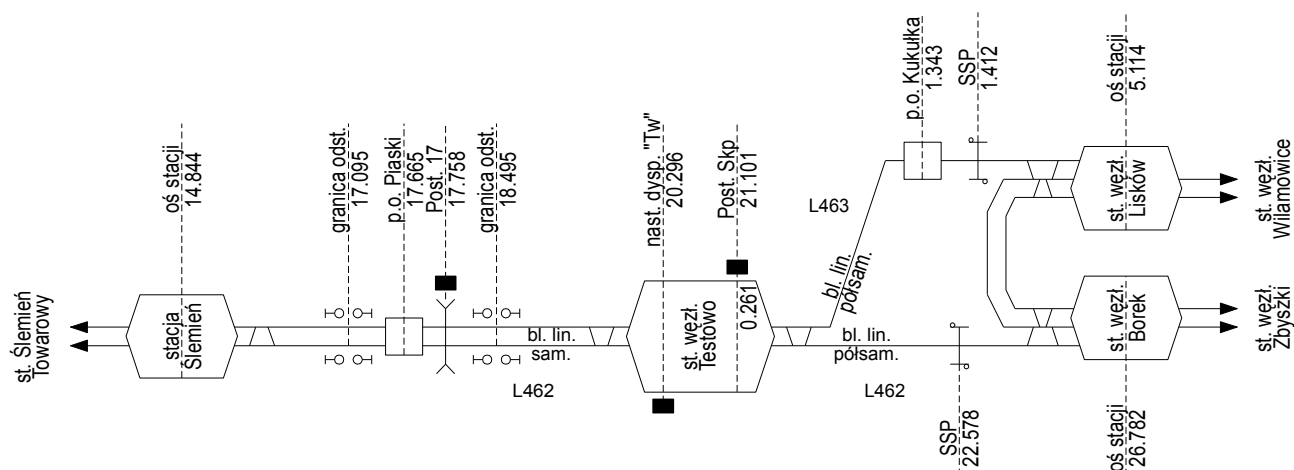 st. Ślemień
Towarowy
oś stacji
14.844
stacja
Ślemień
granica odst.
17.095
p.o. Piaski
17.665
Post. 17
17.758
granica odst.
18.495
bl. lin.
sam.
L462
nast. dysp. "Tw"
20.296
st. węzł.
Testowo
Post. Skp
21.101
0.261
bl. lin.
półsam.
L463
bl. lin.
półsam.
L462
p.o. Kukułka
1.343
SSP
1.412
SSP
22.578
oś stacji
5.114
st. węzł.
Lisków
st. węzł.
Borek
oś stacji
26.782
st. węzł.
Wilamowice
st. węzł.
Zbyszki